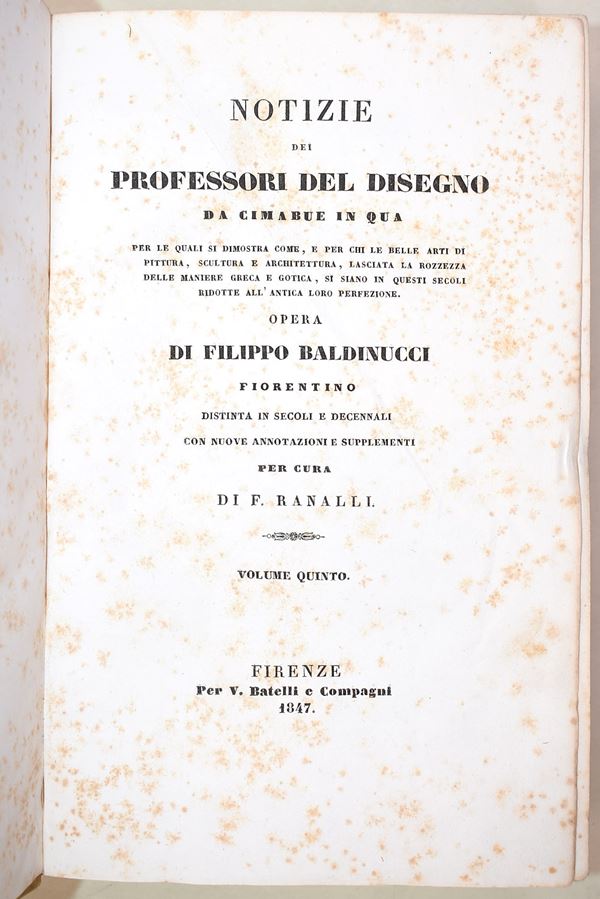 NOTIZIE
DEI
PROFESSORI DEL DISEGNO
DA CIMABUE IN QUA
PER LE QUALI SI DIMOSTRA COME, E PER CHI LE BELLE ARTI DI
PITTURA, SCULTURA E ARCHITETTURA, LASCIATA LA ROZZEZZA
DELLE MANIERE GRECA E GOTICA, SI SIANO IN QUESTI SECOLI
RIDOTTE ALL' ANTICA LORO PERFEZIONE.
OPERA
DI FILIPPO BALDINUCCI
FIORENTINO
DISTINTA IN SECOLI E DECENNALI
CON NUOVE ANNOTAZIONI E SUPPLEMENTI
PER CURA
DI F. RANALLI.
VOLUME QUINTO.
FIRENZE
Per V. Batelli e Compagni
1847.